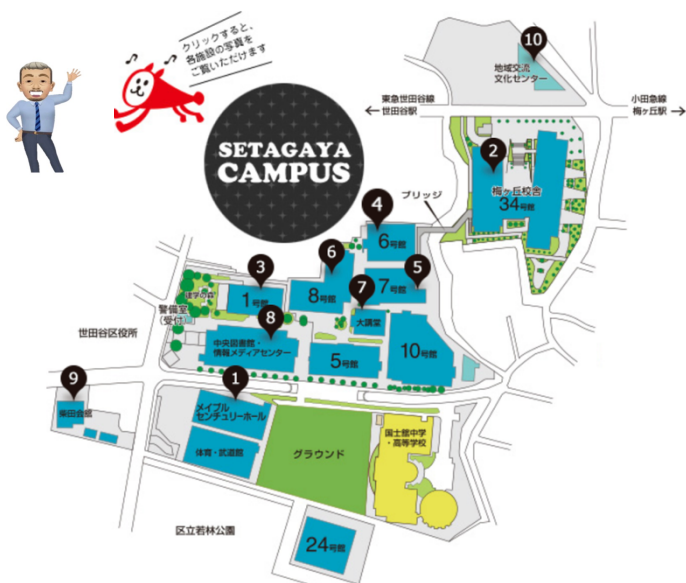 クリックすると、
各施設の写真を
ご覧いただけます
SETAGAYA
CAMPUS
10
地域交流
文化センター
東急世田谷線
世田谷駅
小田急線
梅ヶ丘駅
2
梅ヶ丘校舎
34号館
ブリッジ
4
6号館
6
8号館
5
7号館
3
1号館
7
大講堂
8
中央図書館・
情報メディアセンター
警備室
(受付)
世田谷区役所
5号館
10号館
9
柴田会舘
1
メイプル
センチュリーホール
体育・武道館
グラウンド
国士舘中学
・高等学校
区立若林公園
24号館